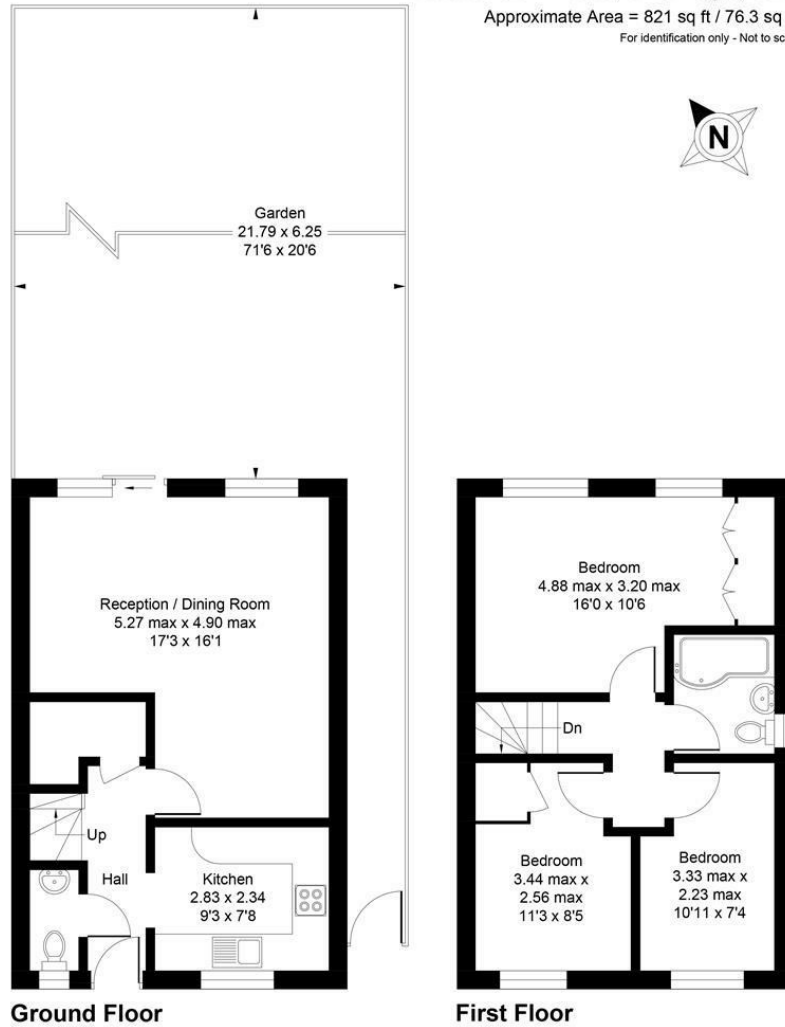 Approximate Area = 821 sq ft / 76.3 sq
For identification only - Not to sc
N
Garden
21.79 x 6.25
71'6 x 20'6
Reception / Dining Room
5.27 max x 4.90 max
17'3 x 16'1
Up
Hall
Kitchen
2.83 x 2.34
9'3 x 7'8
Ground Floor
Bedroom
4.88 max x 3.20 max
16'0 x 10'6
Dn
Bedroom
3.44 max x
2.56 max
11'3 x 8'5
Bedroom
3.33 max x
2.23 max
10'11 x 7'4
First Floor